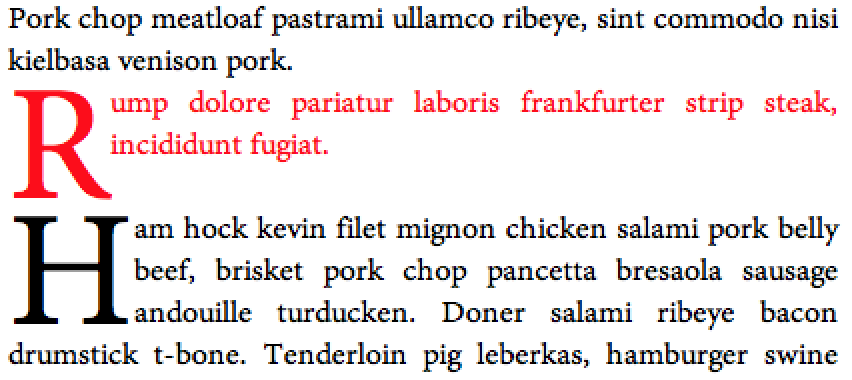 Pork chop meatloaf pastrami ullamco ribeye, sint commodo nisi
kielbasa venison pork.
Rump dolore pariatur laboris frankfurter strip steak,
incididunt fugiat.
Ham hock kevin filet mignon chicken salami pork belly
beef, brisket pork chop pancetta bresaola sausage
andouille turducken. Doner salami ribeye bacon
drumstick t-bone. Tenderloin pig leberkas, hamburger swine